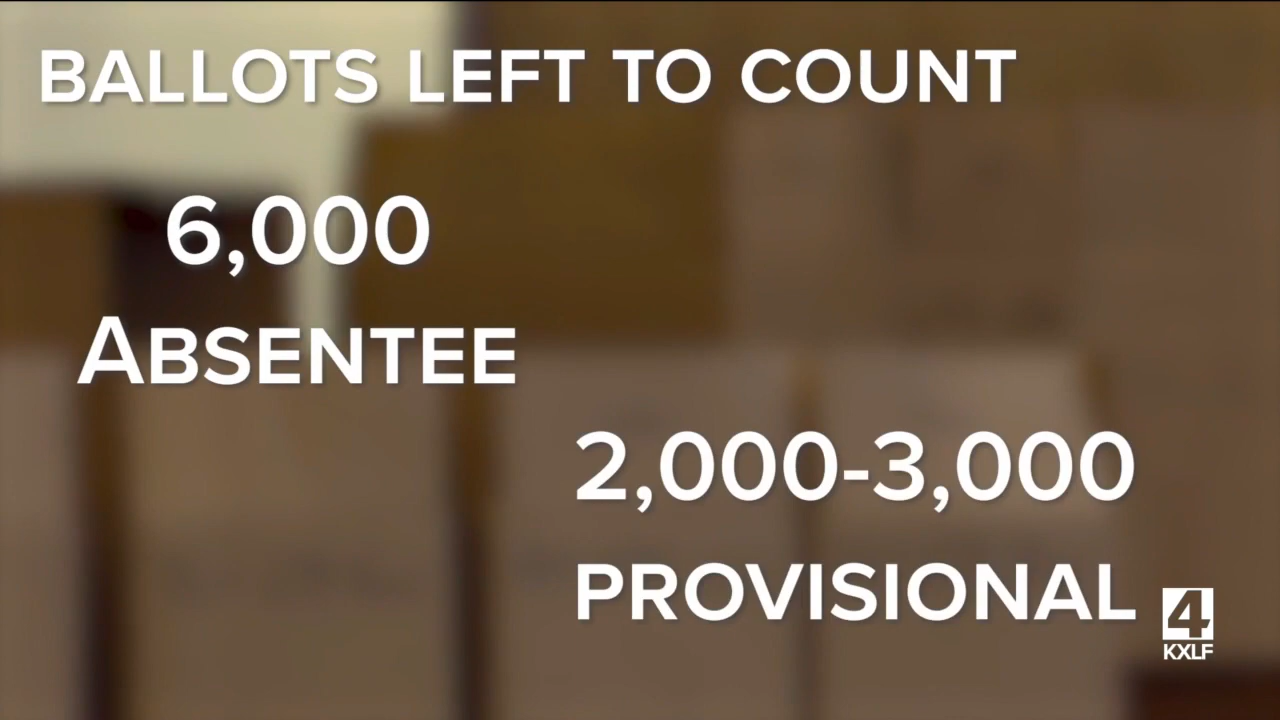 BALLOTS LEFT TO COUNT
6,000
ABSENTEE
2,000-3,000
PROVISIONAL
4
KXLF